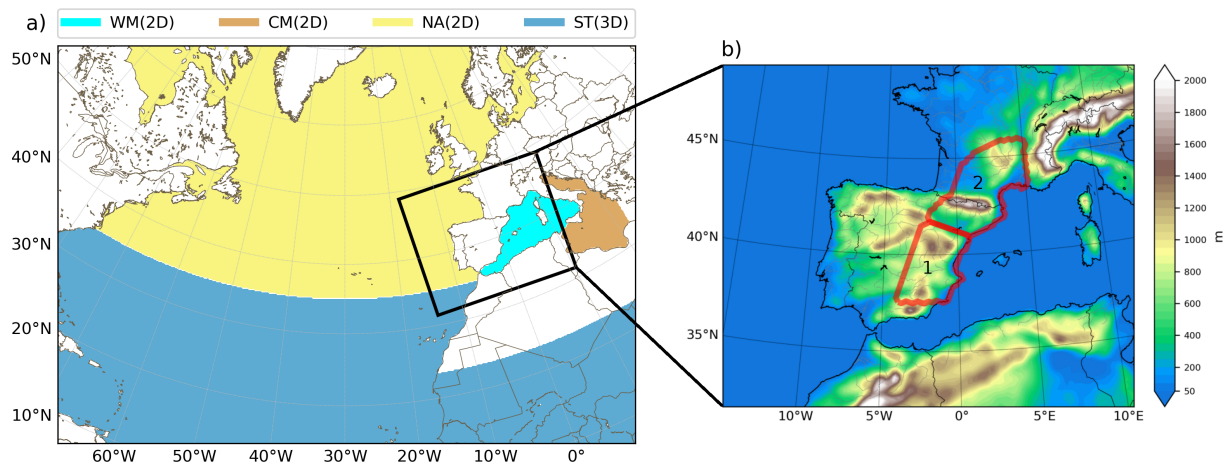 a) WM(2D) CM(2D) NA(2D) ST(3D)
50°N
40°N
30°N
20°N
10°N
60°W 50°W 40°W 30°W 20°W 10°W 0°
b)
45°N
40°N
35°N
2
1
10°W 5°W 0° 5°E 10°E
2000
1800
1600
1400
1200
1000
800
600
400
200
50
m